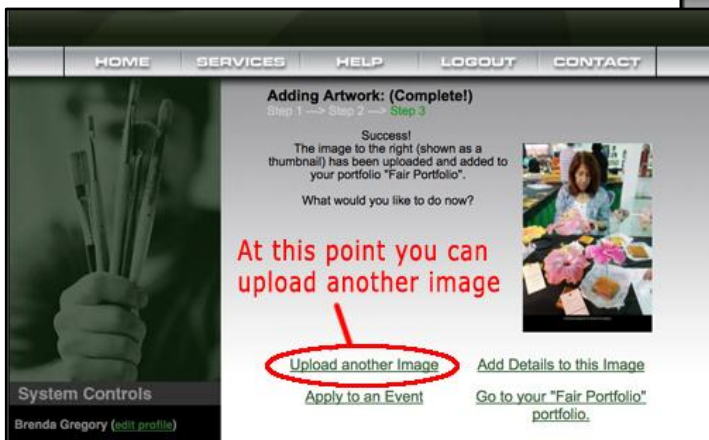 HOME SERVICES HELP LOGOUT CONTACT
Adding Artwork: (Complete!)
Step 1 ---> Step 2 ---> Step 3
Success!
The image to the right (shown as a
thumbnail) has been uploaded and added to
your portfolio "Fair Portfolio".
What would you like to do now?
At this point you can
upload another image
Upload another Image
Add Details to this Image
Apply to an Event
Go to your "Fair Portfolio"
portfolio.
System Controls
Brenda Gregory (edit profile)